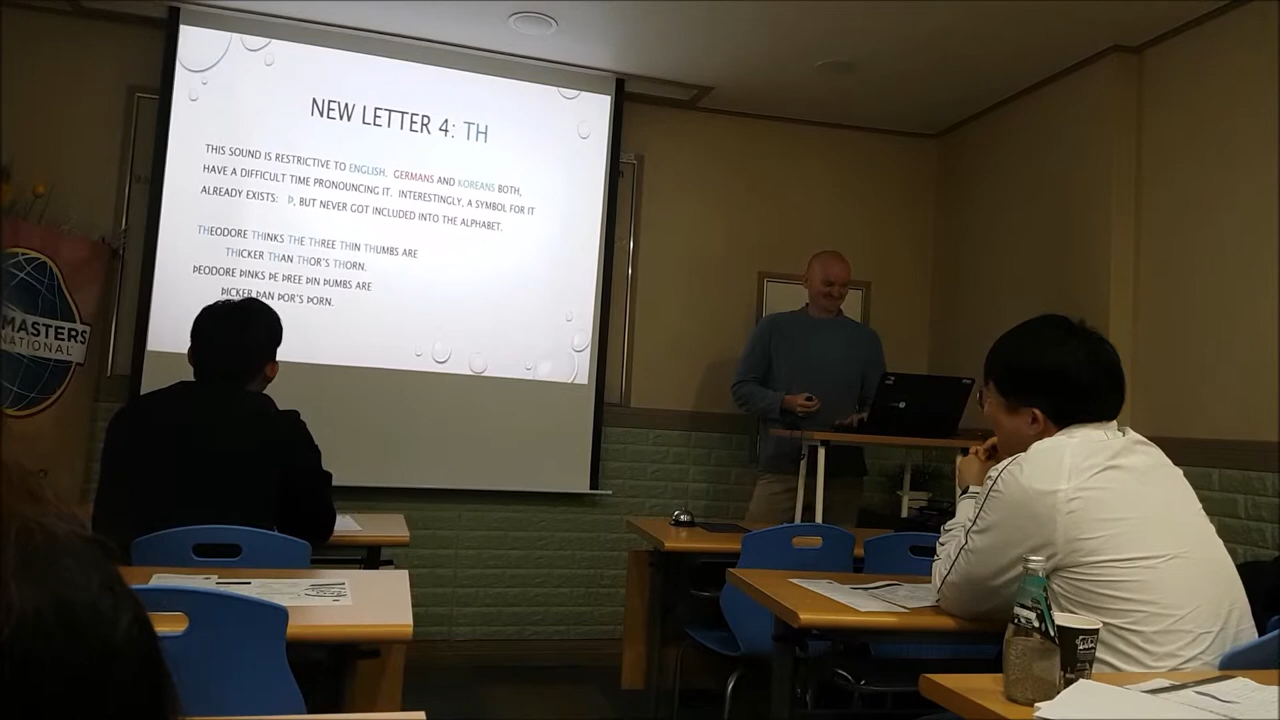 NEW LETTER 4: TH
THIS SOUND IS RESTRICTIVE TO ENGLISH. GERMANS AND KOREANS BOTH,
HAVE A DIFFICULT TIME PRONOUNCING IT. INTERESTINGLY, A SYMBOL FOR IT
ALREADY EXISTS: Þ, BUT NEVER GOT INCLUDED INTO THE ALPHABET.
THEODORE THINKS THE THREE THIN THUMBS ARE
THICKER THAN THOR'S THORN.
ÞEODORE ÞINKS ÞE ÞREE ÞIN ÞUMBS ARE
ÞICKER ÞAN ÞOR'S ÞORN.
MASTERS
NATIONAL